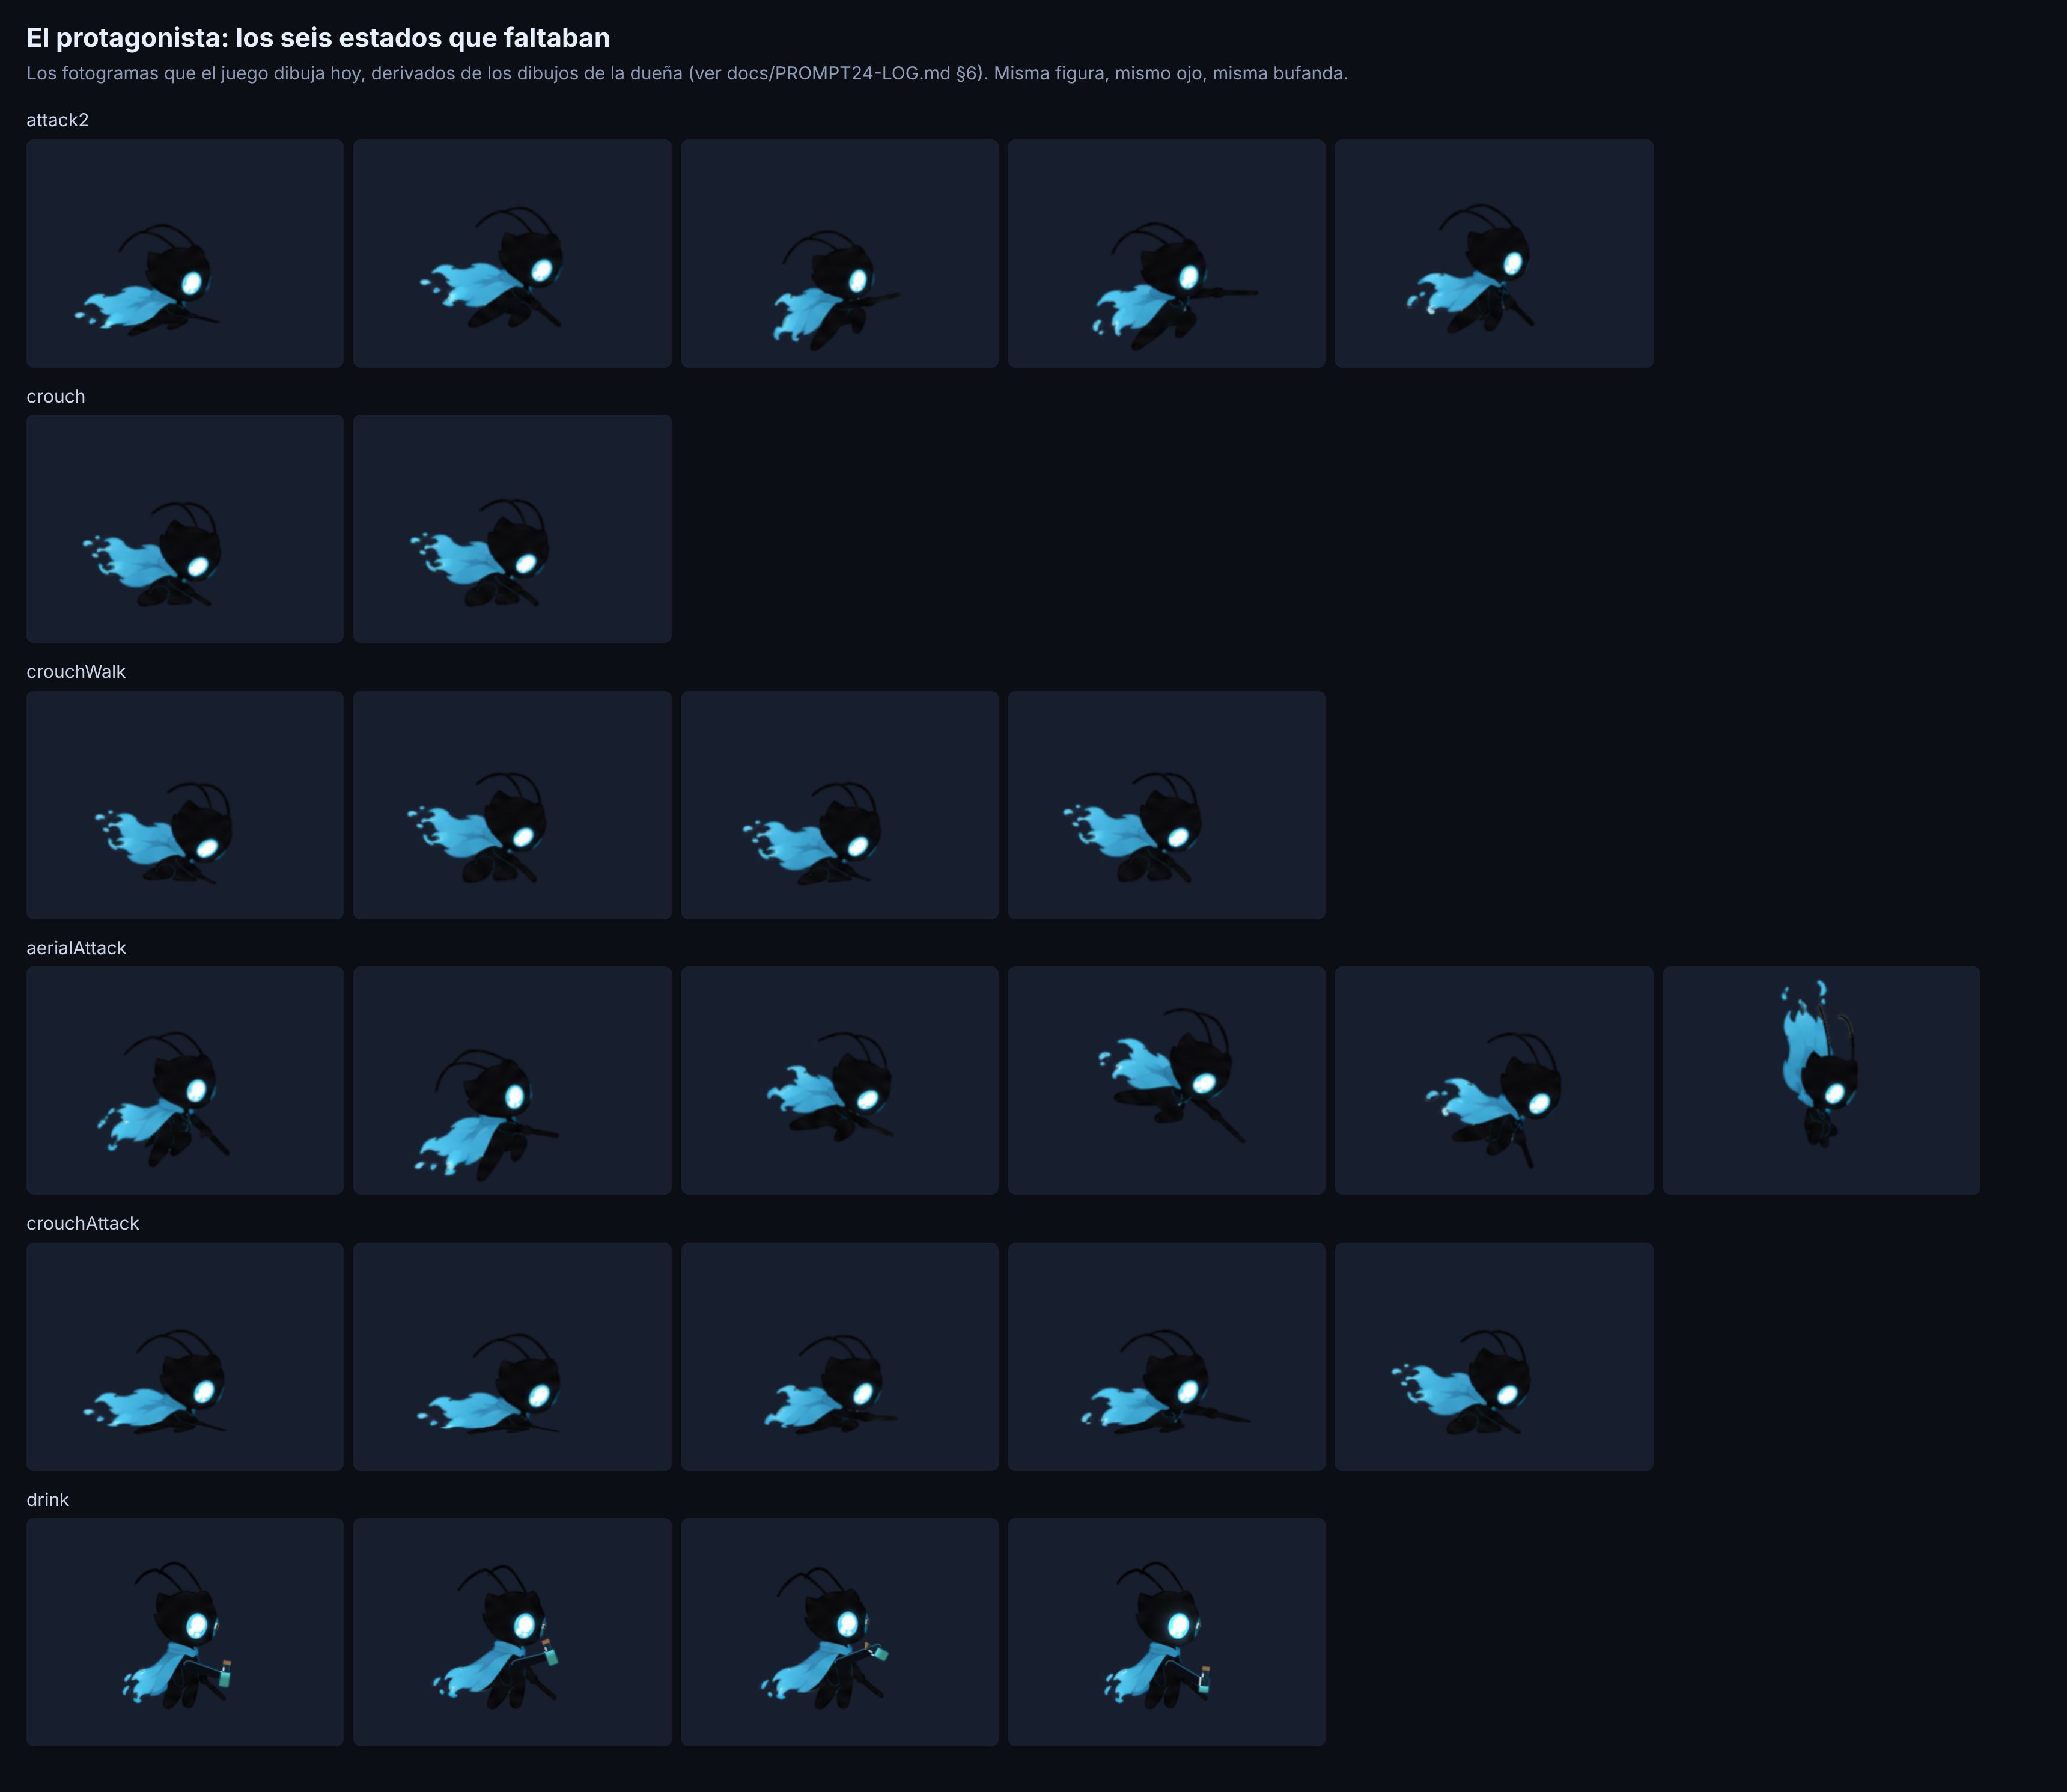 El protagonista: los seis estados que faltaban
Los fotogramas que el juego dibuja hoy, derivados de los dibujos de la dueña (ver docs/PROMPT24-LOG.md §6). Misma figura, mismo ojo, misma bufanda.
attack2
crouch
crouchWalk
aerialAttack
crouchAttack
drink